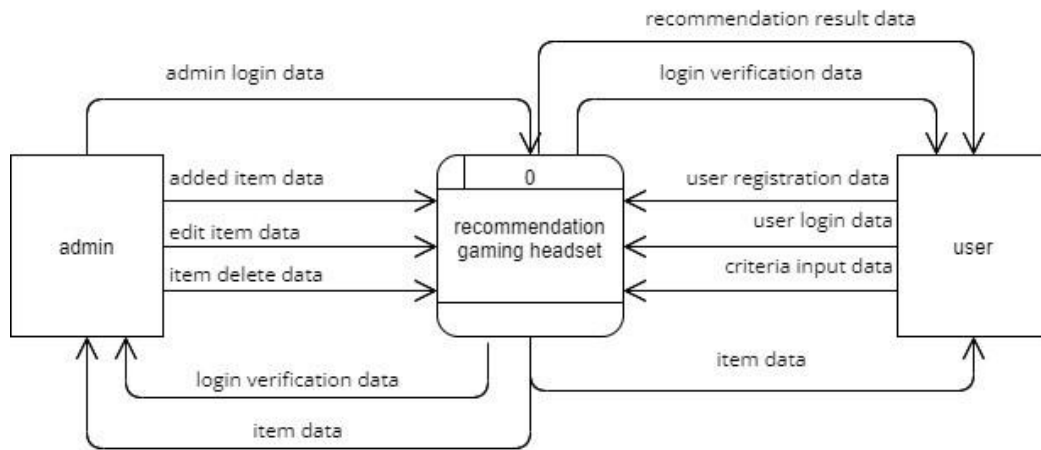 recommendation result data
admin login data
login verification data
0
added item data
user registration data
edit item data
recommendation
gaming headset
user login data
admin
user
item delete data
criteria input data
login verification data
item data
item data